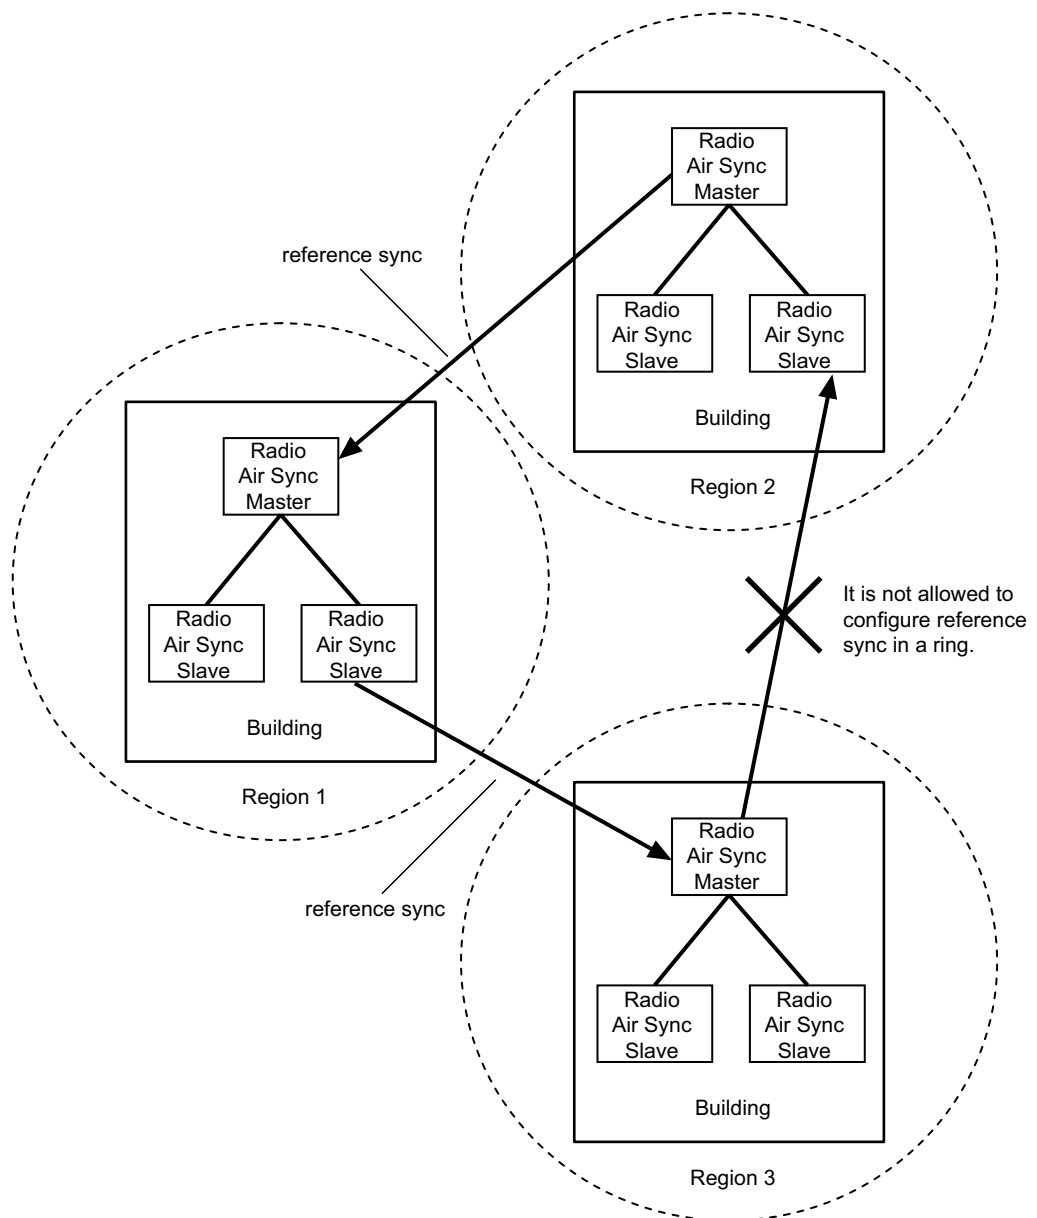 Radio
Air Sync
Master
reference sync
Radio
Air Sync
Slave
Radio
Air Sync
Slave
Building
Region 2
Radio
Air Sync
Master
Radio
Air Sync
Slave
Radio
Air Sync
Slave
Building
Region 1
It is not allowed to
configure reference
sync in a ring.
reference sync
Radio
Air Sync
Master
Radio
Air Sync
Slave
Radio
Air Sync
Slave
Building
Region 3